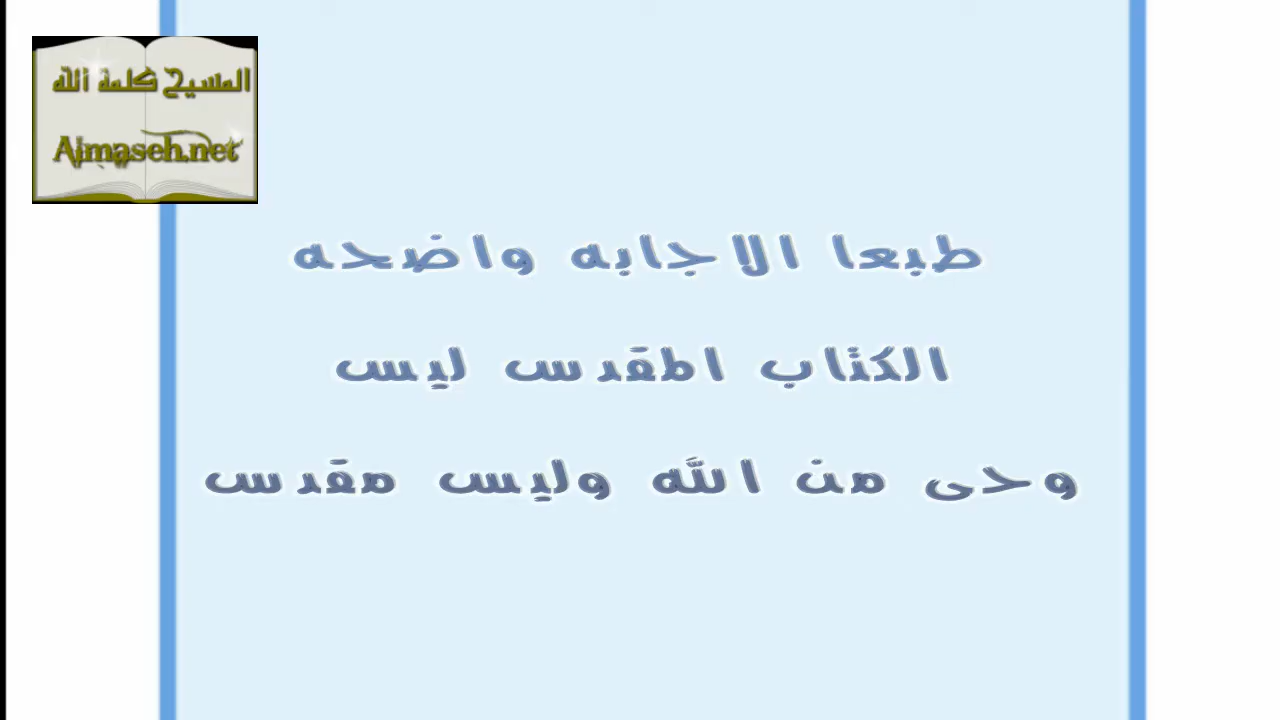 المسيح كلمة الله
Almaseh.net
طبعا الاجابه واضحه
الكتاب المقدس ليس
وحى من الله وليس مقدس